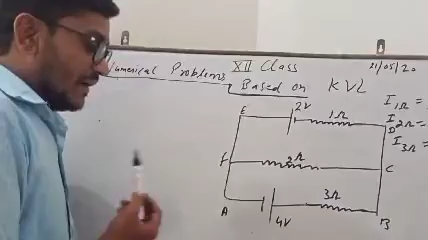 Numerical Problems XII Class 21/05/20
Based on KVL
E 2V 1Ω I1Ω =
D I2Ω =
I3Ω =
F 2Ω C
A 4V 3Ω B